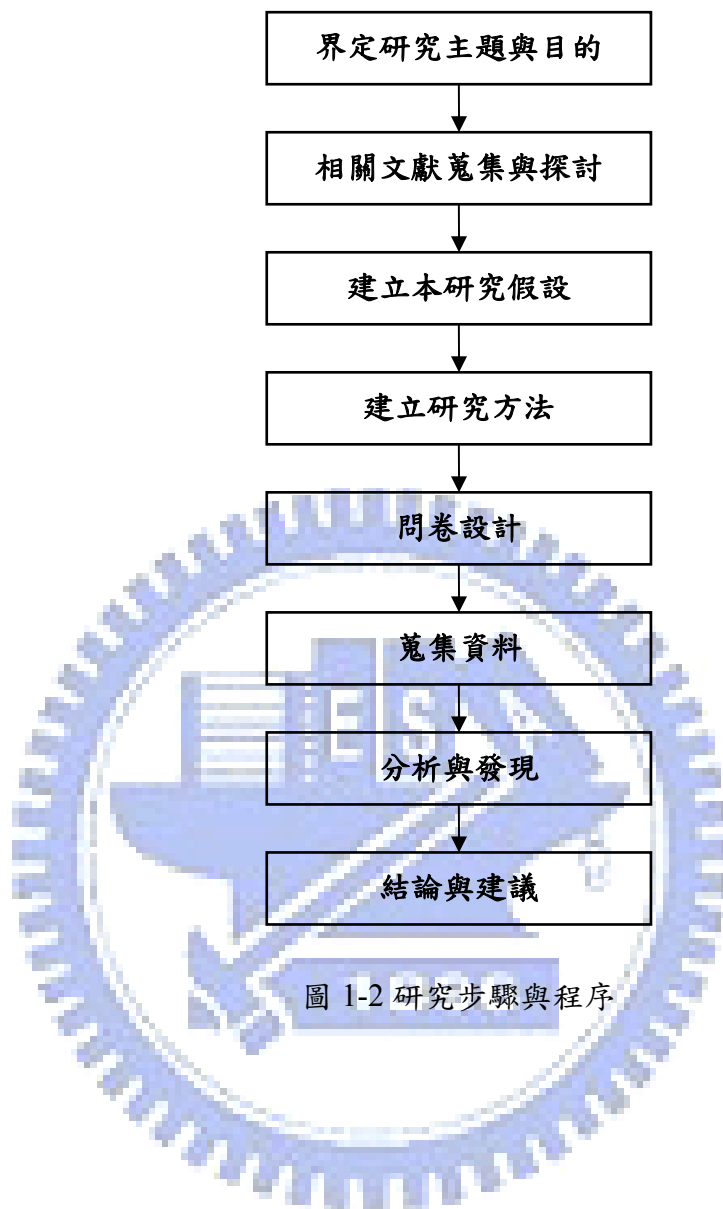 界定研究主題與目的
相關文獻蒐集與探討
建立本研究假設
建立研究方法
問卷設計
蒐集資料
分析與發現
結論與建議
圖 1-2 研究步驟與程序